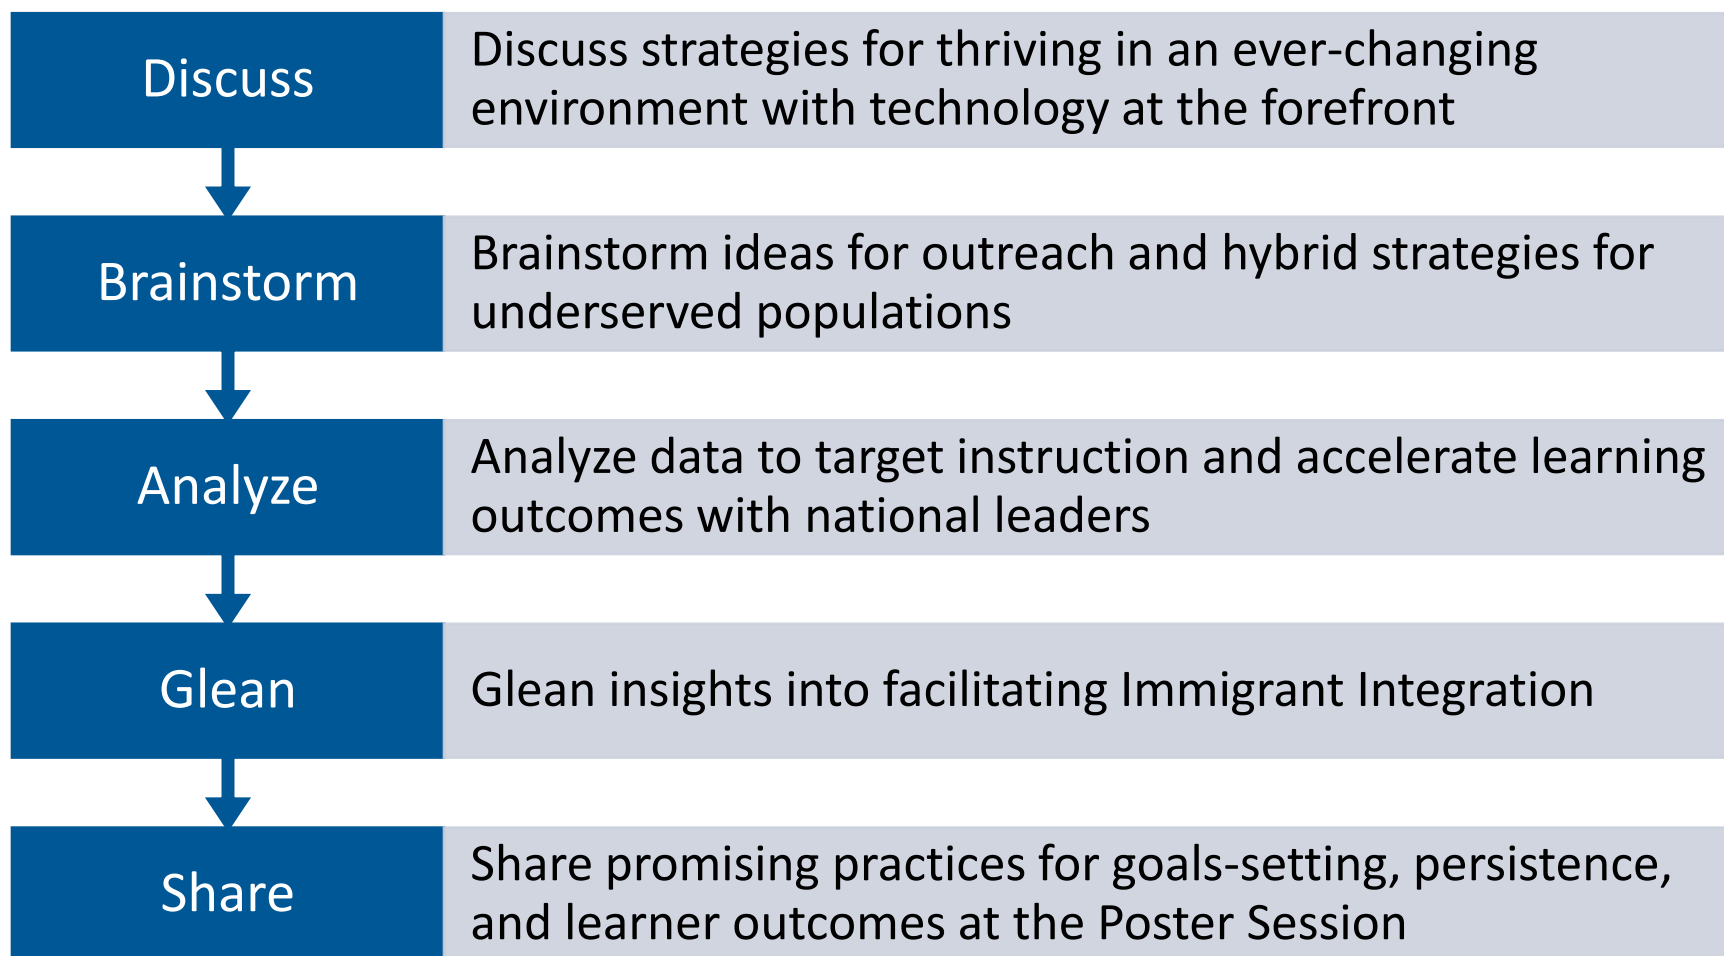 Discuss
Discuss strategies for thriving in an ever-changing
environment with technology at the forefront
Brainstorm
Brainstorm ideas for outreach and hybrid strategies for
underserved populations
Analyze
Analyze data to target instruction and accelerate learning
outcomes with national leaders
Glean
Glean insights into facilitating Immigrant Integration
Share
Share promising practices for goals-setting, persistence,
and learner outcomes at the Poster Session